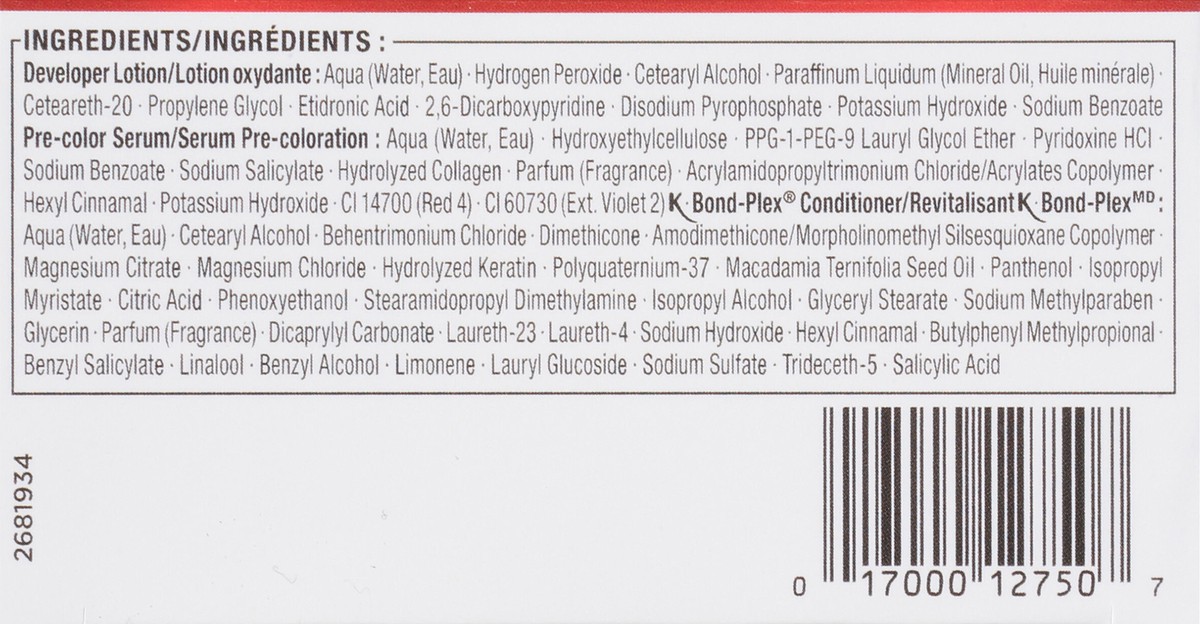 INGREDIENTS/INGRÉDIENTS :
Developer Lotion/Lotion oxydante : Aqua (Water, Eau) · Hydrogen Peroxide · Cetearyl Alcohol · Paraffinum Liquidum (Mineral Oil, Huile minérale) ·
Ceteareth-20 · Propylene Glycol · Etidronic Acid · 2,6-Dicarboxypyridine · Disodium Pyrophosphate · Potassium Hydroxide · Sodium Benzoate
Pre-color Serum/Serum Pre-coloration : Aqua (Water, Eau) · Hydroxyethylcellulose · PPG-1-PEG-9 Lauryl Glycol Ether · Pyridoxine HCl ·
Sodium Benzoate · Sodium Salicylate · Hydrolyzed Collagen · Parfum (Fragrance) · Acrylamidopropyltrimonium Chloride/Acrylates Copolymer ·
Hexyl Cinnamal · Potassium Hydroxide · CI 14700 (Red 4) · CI 60730 (Ext. Violet 2) K·Bond-Plex® Conditioner/Revitalisant K·Bond-Plexᴹᴰ :
Aqua (Water, Eau) · Cetearyl Alcohol · Behentrimonium Chloride · Dimethicone · Amodimethicone/Morpholinomethyl Silsesquioxane Copolymer ·
Magnesium Citrate · Magnesium Chloride · Hydrolyzed Keratin · Polyquaternium-37 · Macadamia Ternifolia Seed Oil · Panthenol · Isopropyl
Myristate · Citric Acid · Phenoxyethanol · Stearamidopropyl Dimethylamine · Isopropyl Alcohol · Glyceryl Stearate · Sodium Methylparaben ·
Glycerin · Parfum (Fragrance) · Dicaprylyl Carbonate · Laureth-23 · Laureth-4 · Sodium Hydroxide · Hexyl Cinnamal · Butylphenyl Methylpropional ·
Benzyl Salicylate · Linalool · Benzyl Alcohol · Limonene · Lauryl Glucoside · Sodium Sulfate · Trideceth-5 · Salicylic Acid
2681934
0 17000 12750 7